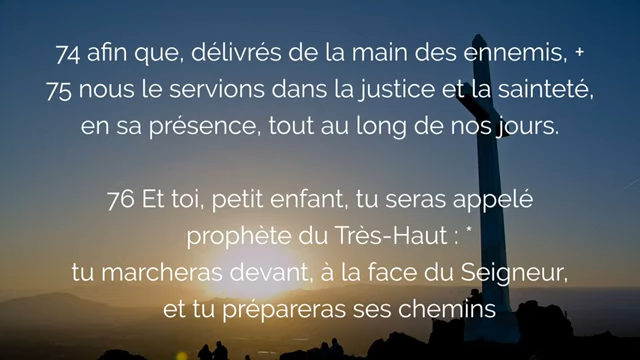 74 afin que, délivrés de la main des ennemis, +
75 nous le servions dans la justice et la sainteté,
en sa présence, tout au long de nos jours.
76 Et toi, petit enfant, tu seras appelé
prophète du Très-Haut : *
tu marcheras devant, à la face du Seigneur,
et tu prépareras ses chemins